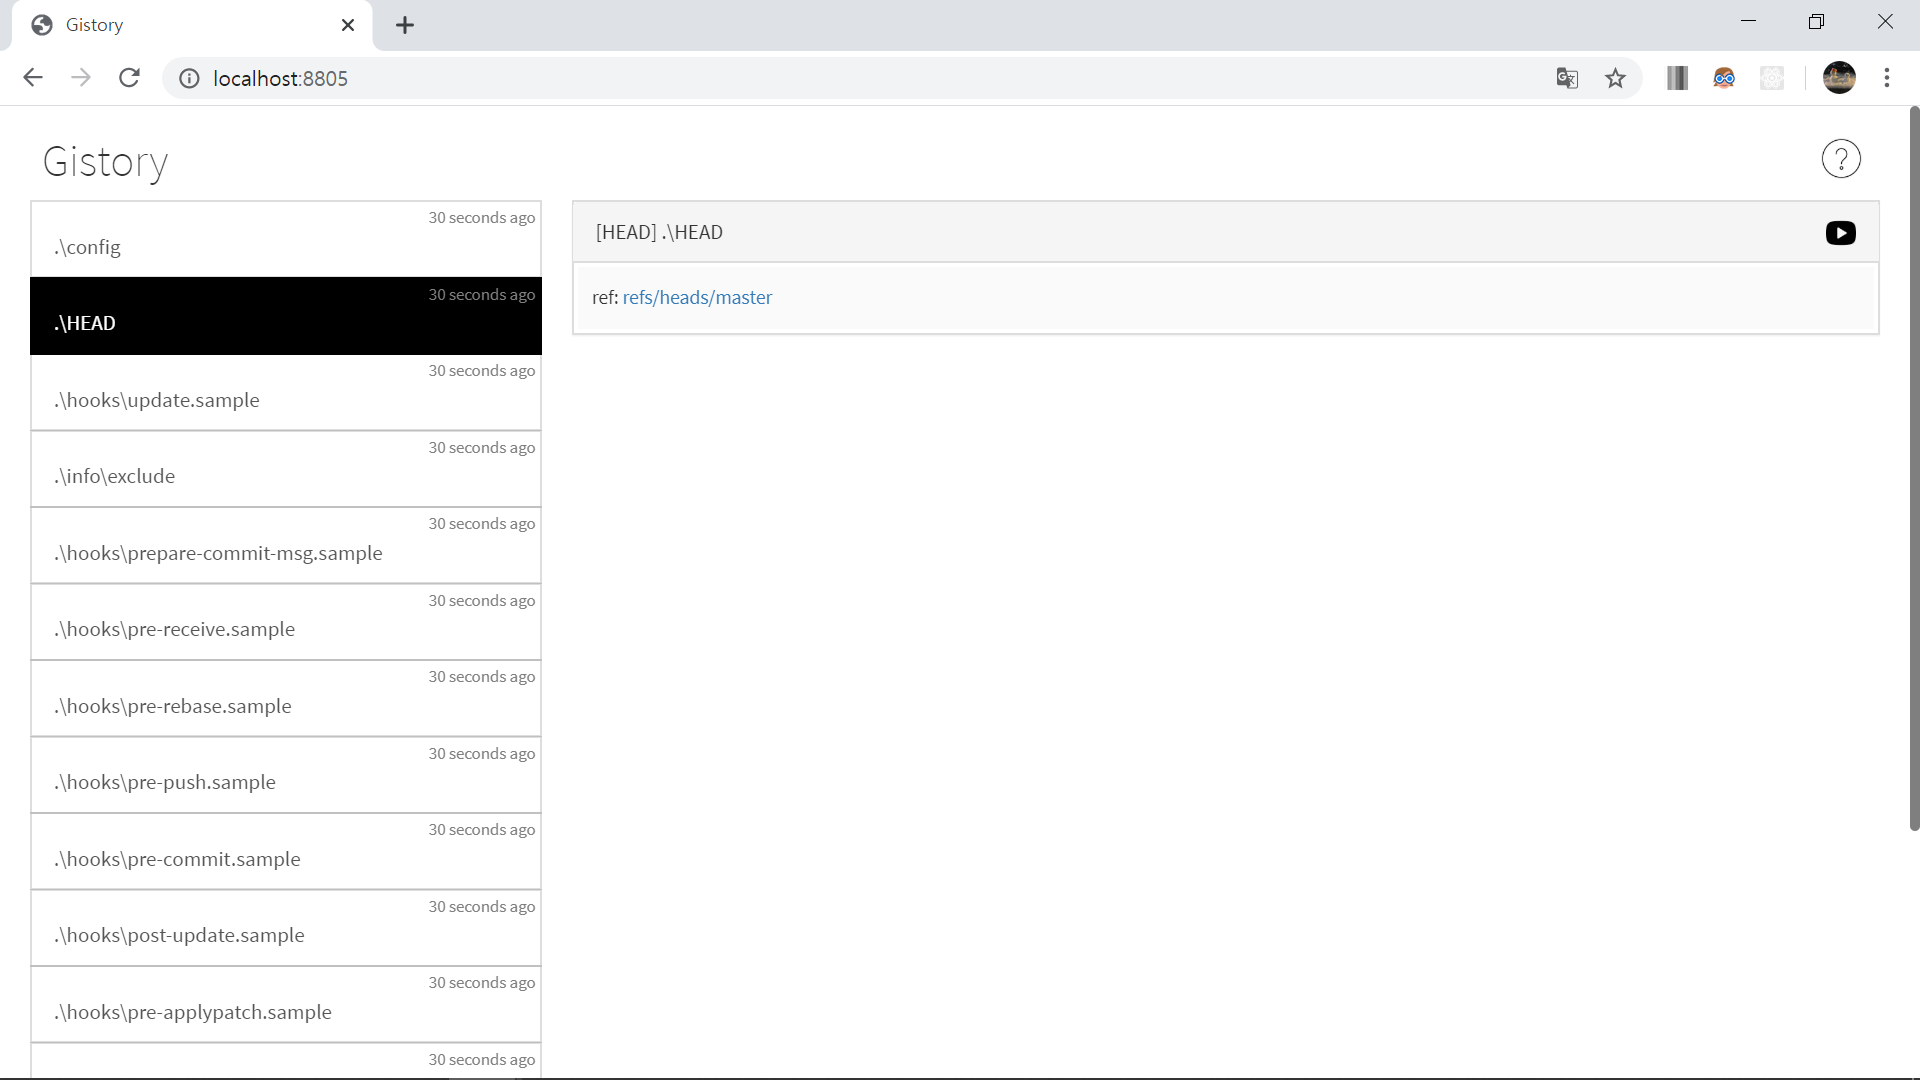 Gistory
localhost:8805
Gistory
?
30 seconds ago
.\config
30 seconds ago
.\HEAD
30 seconds ago
.\hooks\update.sample
30 seconds ago
.\info\exclude
30 seconds ago
.\hooks\prepare-commit-msg.sample
30 seconds ago
.\hooks\pre-receive.sample
30 seconds ago
.\hooks\pre-rebase.sample
30 seconds ago
.\hooks\pre-push.sample
30 seconds ago
.\hooks\pre-commit.sample
30 seconds ago
.\hooks\post-update.sample
30 seconds ago
.\hooks\pre-applypatch.sample
30 seconds ago
[HEAD] .\HEAD
ref: refs/heads/master